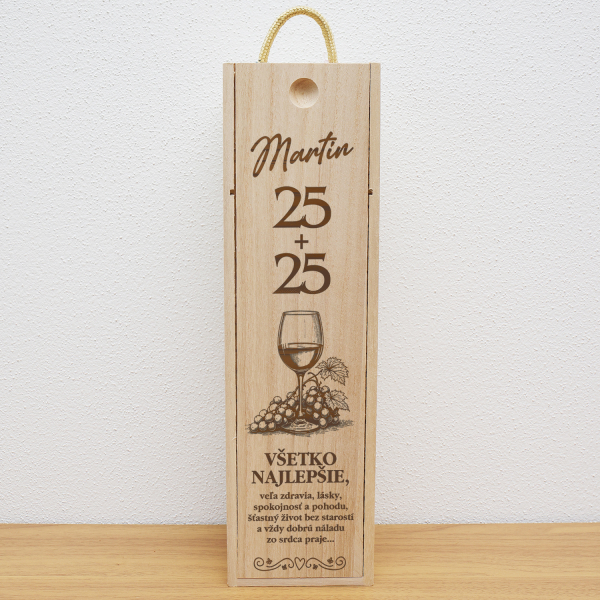 Martin
25
+
25
VŠETKO
NAJLEPŠIE,
veľa zdravia, lásky,
spokojnosť a pohodu,
šťastný život bez starostí
a vždy dobrú náladu
zo srdca praje...